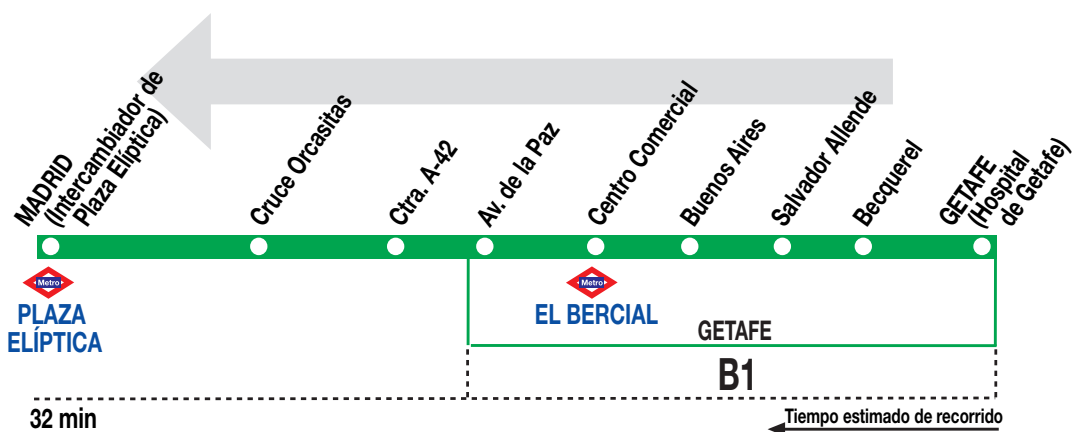 MADRID
(Intercambiador de
Plaza Elíptica)
Cruce Orcasitas
Ctra. A-42
Av. de la Paz
Centro Comercial
Buenos Aires
Salvador Allende
Becquerel
GETAFE
(Hospital
de Getafe)
Metro
PLAZA
ELÍPTICA
Metro
EL BERCIAL
GETAFE
B1
32 min
Tiempo estimado de recorrido